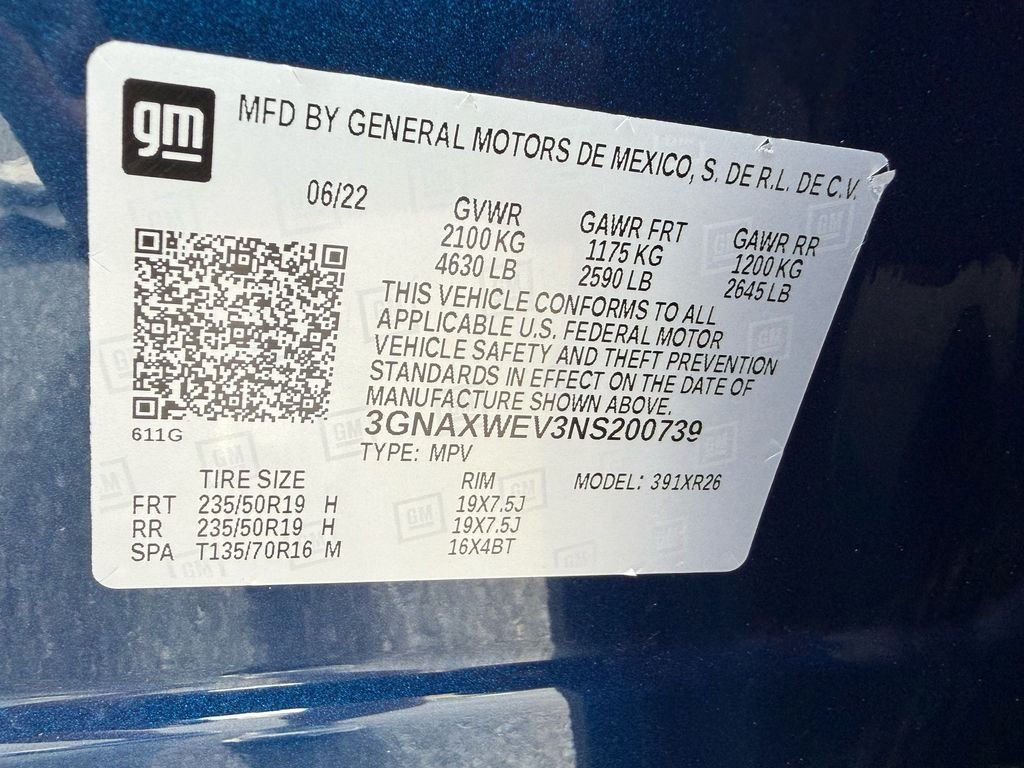 gm
MFD BY GENERAL MOTORS DE MEXICO, S. DE R.L. DE C.V.
06/22
GVWR GAWR FRT GAWR RR
2100 KG 1175 KG 1200 KG
4630 LB 2590 LB 2645 LB
THIS VEHICLE CONFORMS TO ALL
APPLICABLE U.S. FEDERAL MOTOR
VEHICLE SAFETY AND THEFT PREVENTION
STANDARDS IN EFFECT ON THE DATE OF
MANUFACTURE SHOWN ABOVE.
3GNAXWEV3NS200739
611G
TYPE: MPV
TIRE SIZE RIM MODEL: 391XR26
FRT 235/50R19 H 19X7.5J
RR 235/50R19 H 19X7.5J
SPA T135/70R16 M 16X4BT